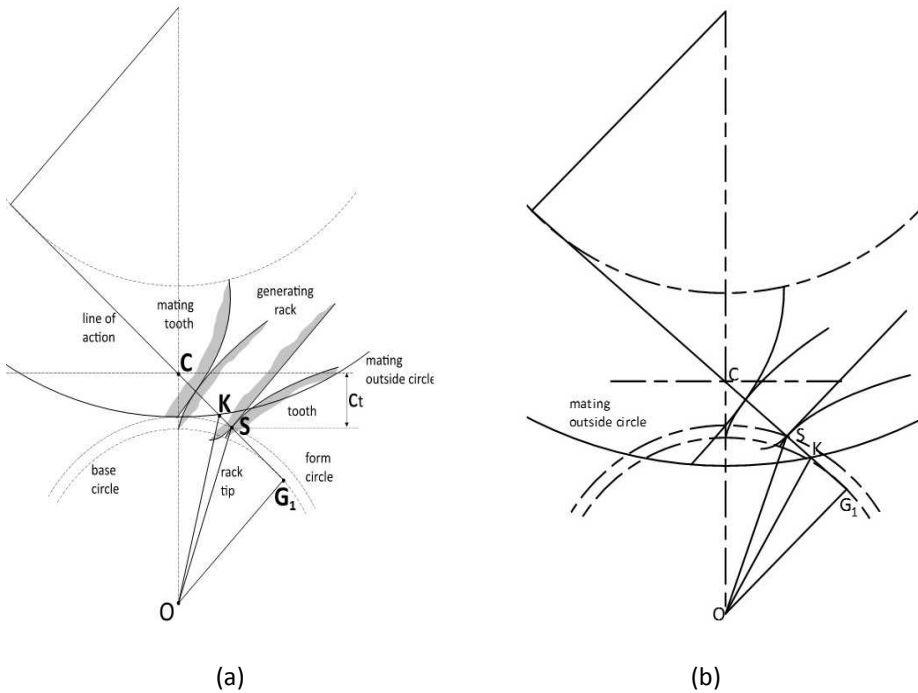 line of
action
mating
tooth
generating
rack
C
mating
outside circle
Ct
K
S
tooth
base
circle
rack
tip
form
circle
G1
O
(a)
C
mating
outside circle
S
K
G1
O
(b)